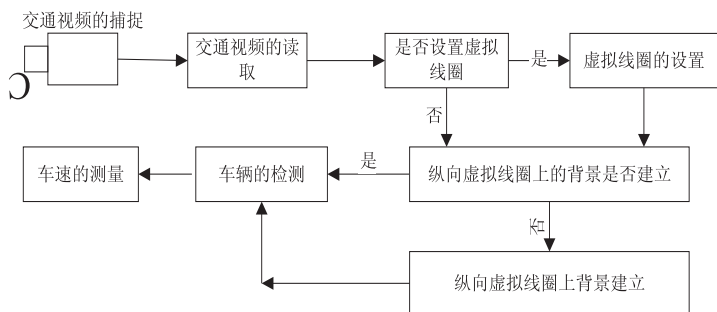 交通视频的捕捉
交通视频的读
取
是否设置虚拟
线圈
是
虚拟线圈的设置
否
车速的测量
车辆的检测
是
纵向虚拟线圈上的背景是否建立
否
纵向虚拟线圈上背景建立